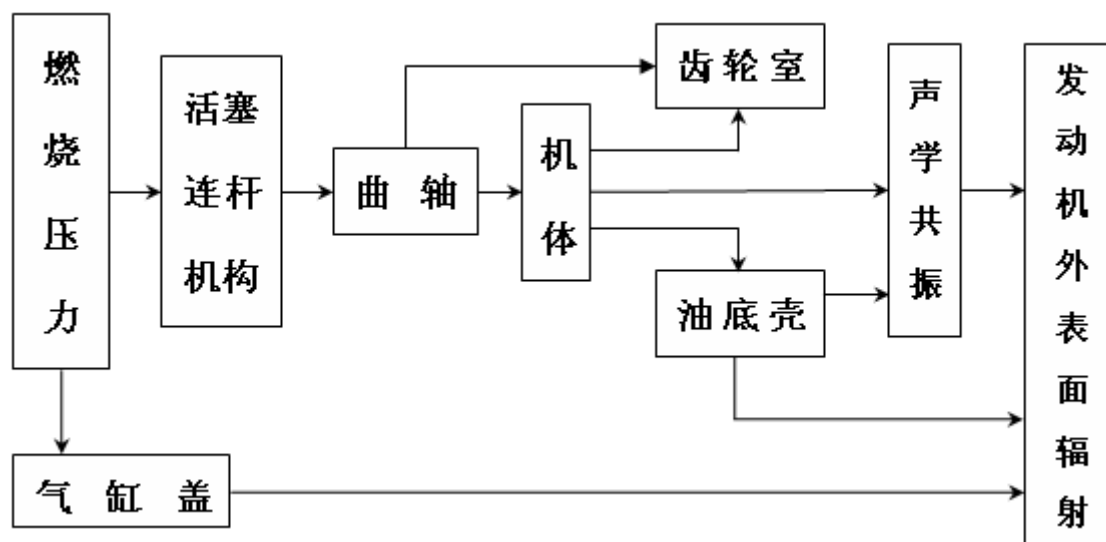 燃烧压力
活塞
连杆
机构
曲轴
机体
齿轮室
油底壳
声学共振
发动机外表面辐射
气缸盖